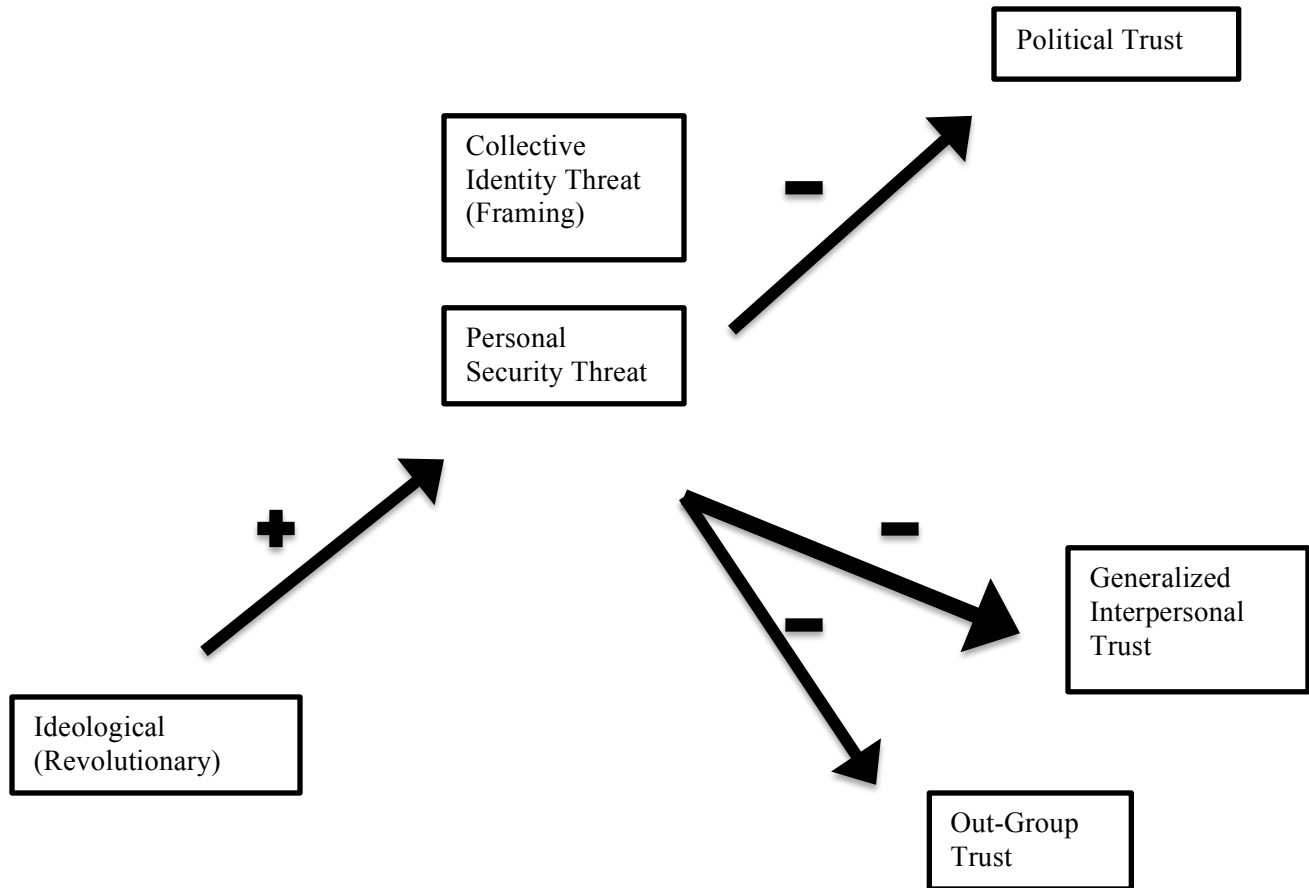 Political Trust
Collective
Identity Threat
(Framing)
-
Personal
Security Threat
+
-
Generalized
Interpersonal
Trust
-
Ideological
(Revolutionary)
Out-Group
Trust